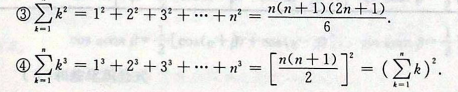 ③ $\sum_{k=1}^{n} k^2 = 1^2 + 2^2 + 3^2 + \cdots + n^2 = \frac{n(n+1)(2n+1)}{6}.$
④ $\sum_{k=1}^{n} k^3 = 1^3 + 2^3 + 3^3 + \cdots + n^3 = \left[\frac{n(n+1)}{2}\right]^2 = \left(\sum_{k=1}^{n} k\right)^2.$